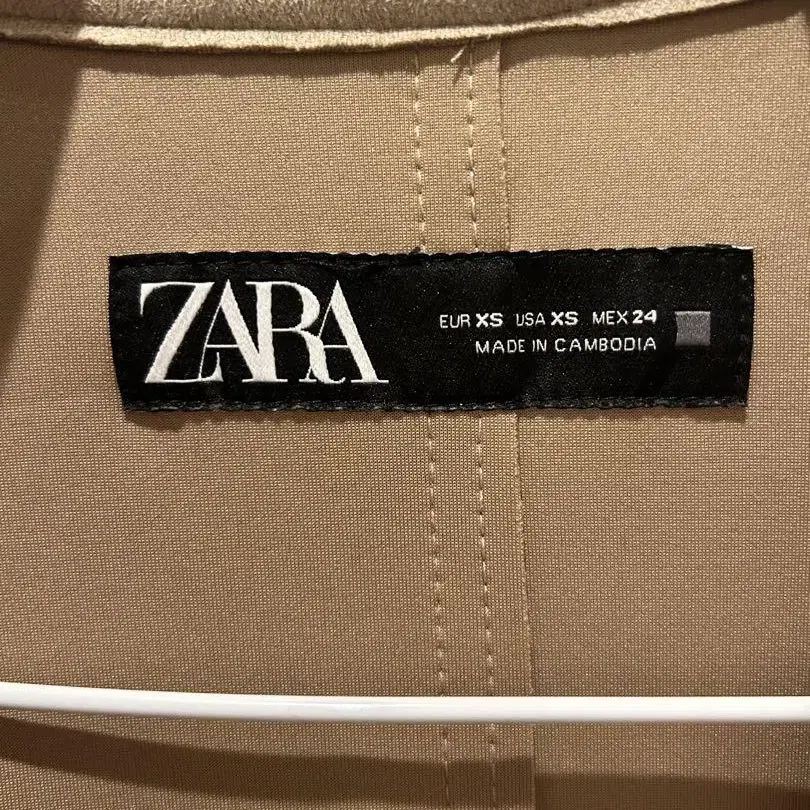 ZARA
EUR XS USA XS MEX 24
MADE IN CAMBODIA